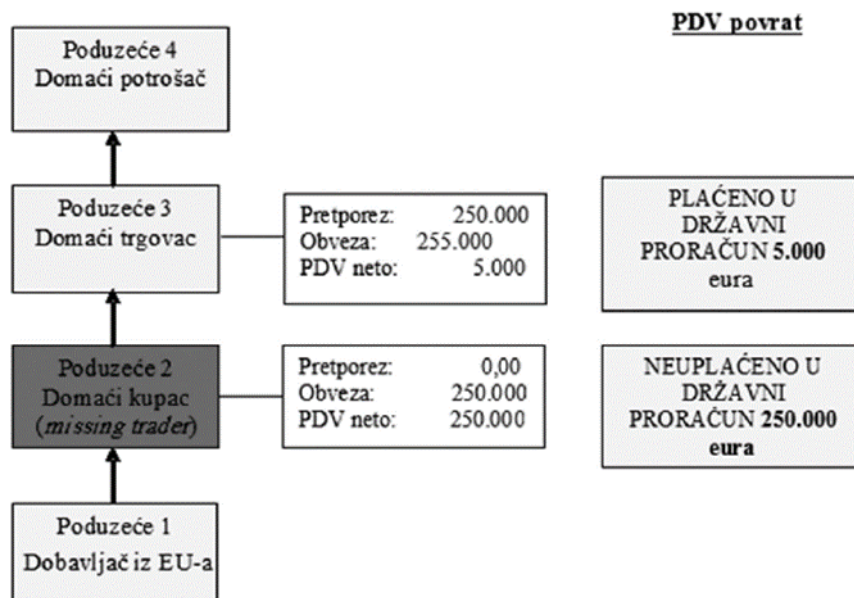 PDV povrat
Poduzeće 4
Domaći potrošač
Poduzeće 3
Domaći trgovac
Pretporez: 250.000
Obveza: 255.000
PDV neto: 5.000
PLAĆENO U
DRŽAVNI
PRORAČUN 5.000
eura
Poduzeće 2
Domaći kupac
(missing trader)
Pretporez: 0,00
Obveza: 250.000
PDV neto: 250.000
NEUPLAĆENO U
DRŽAVNI
PRORAČUN 250.000
eura
Poduzeće 1
Dobavljač iz EU-a